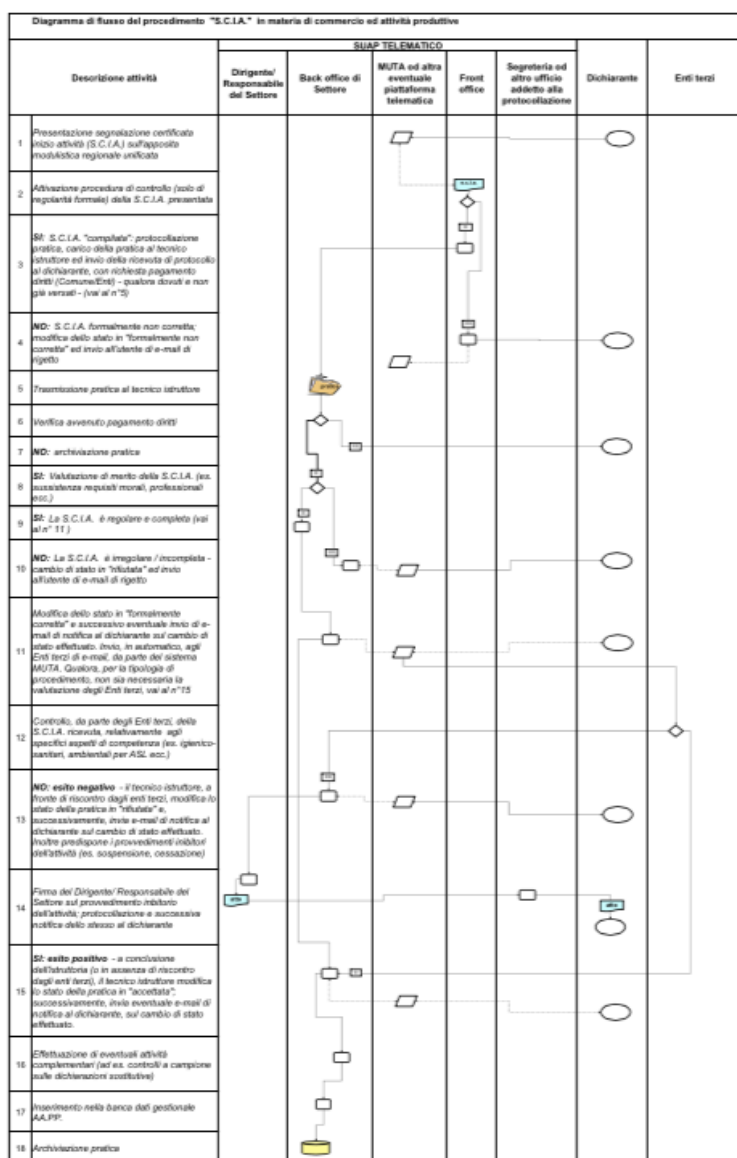 Diagramma di flusso del procedimento "S.C.I.A." in materia di commercio ed attività produttive
SUAP TELEMATICO
Descrizione attività
Dirigente/
Responsabile
del Settore
Back office di
Settore
MUTA od altra
eventuale
piattaforma
telematica
Front
office
Segreteria od
altro ufficio
addetto alla
protocollazione
Dichiarante
Enti terzi
1
Presentazione segnalazione certificata
inizio attività (S.C.I.A.) sull'apposita
modulistica regionale unificata
2
Attivazione procedura di controllo (solo di
regolarità formale) della S.C.I.A. presentata
3
SI: S.C.I.A. "compilata": protocollazione
pratica, carico della pratica al tecnico
istruttore ed invio della ricevuta di protocollo
al dichiarante, con richiesta pagamento
diritti (Comune/Enti) - qualora dovuti e non
già versati - (vai al n°5)
4
NO: S.C.I.A. formalmente non corretta;
modifica dello stato in "formalmente non
corretta" ed invio all'utente di e-mail di
rigetto
5
Trasmissione pratica al tecnico istruttore
6
Verifica avvenuto pagamento diritti
7
NO: archiviazione pratica
8
SI: Valutazione di merito della S.C.I.A. (es.
sussistenza requisiti morali, professionali
ecc.)
9
SI: La S.C.I.A. è regolare e completa (vai
al n° 11 )
10
NO: La S.C.I.A. è irregolare / incompleta -
cambio di stato in "rifiutata" ed invio
all'utente di e-mail di rigetto
11
Modifica dello stato in "formalmente
corretta" e successivo eventuale invio di e-
mail di notifica al dichiarante sul cambio di
stato effettuato. Invio, in automatico, agli
Enti terzi di e-mail, da parte del sistema
MUTA. Qualora, per la tipologia di
procedimento, non sia necessaria la
valutazione degli Enti terzi, vai al n°15
12
Controllo, da parte degli Enti terzi, della
S.C.I.A. ricevuta, relativamente agli
specifici aspetti di competenza (es. igienico-
sanitari, ambientali per ASL ecc.)
13
NO: esito negativo - il tecnico istruttore, a
fronte di riscontro dagli enti terzi, modifica lo
stato della pratica in "rifiutata" e,
successivamente, invia e-mail di notifica al
dichiarante sul cambio di stato effettuato.
Inoltre predispone i provvedimenti inibitori
dell'attività (es. sospensione, cessazione)
14
Firma del Dirigente/ Responsabile del
Settore sul provvedimento inibitorio
dell'attività; protocollazione e successiva
notifica dello stesso al dichiarante
15
SI: esito positivo - a conclusione
dell'istruttoria (o in assenza di riscontro
dagli enti terzi), il tecnico istruttore modifica
lo stato della pratica in "accettata";
successivamente, invia eventuale e-mail di
notifica al dichiarante, sul cambio di stato
effettuato.
16
Effettuazione di eventuali attività
complementari (ad es. controlli a campione
sulle dichiarazioni sostitutive)
17
Inserimento nella banca dati gestionale
AA.PP.
18
Archiviazione pratica